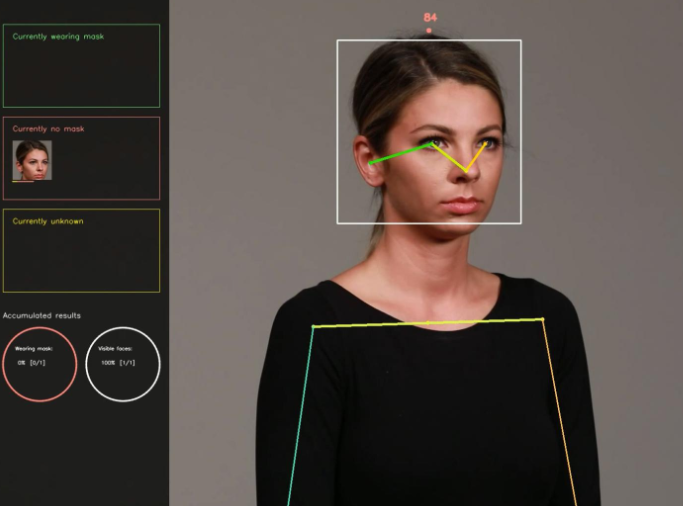 84
Currently wearing mask
Currently no mask
Currently unknown
Accumulated results
Wearing mask:
0% [0/1]
Visible faces:
100% [1/1]